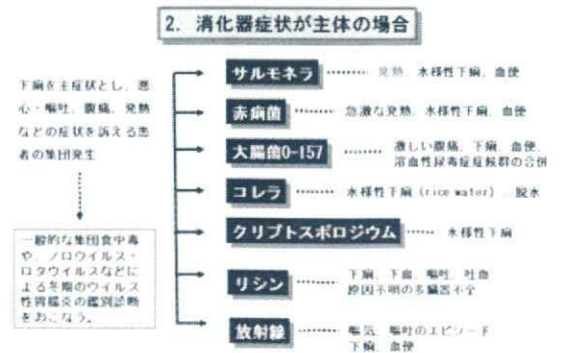 2. 消化器症状が主体の場合
下痢を主症状とし、悪
心・嘔吐、腹痛、発熱
などの症状を訴える患
者の集団発生
一般的な集団食中毒
や、ノロウイルス・
ロタウイルスなどに
よる冬期のウイルス
性胃腸炎の鑑別診断
をおこなう。
サルモネラ ……… 発熱、水様性下痢、血便
赤痢菌 ……… 急激な発熱、水様性下痢、血便
大腸菌O-157 ……… 激しい腹痛、下痢、血便、
溶血性尿毒症症候群の合併
コレラ ……… 水様性下痢（rice water）、脱水
クリプトスポロジウム …… 水様性下痢
リシン ……… 下痢、下血、嘔吐、吐血
原因不明の多臓器不全
放射線 ……… 嘔気、嘔吐のエピソード
下痢、血便